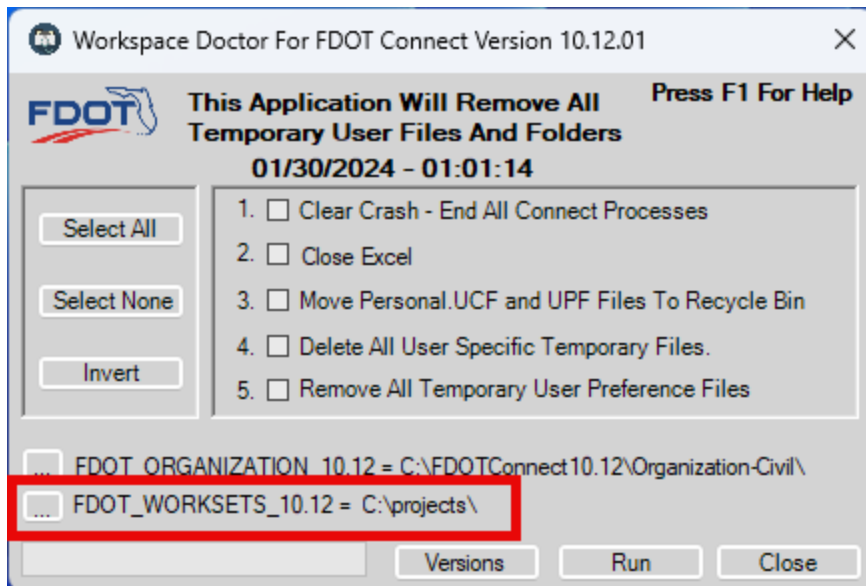 Workspace Doctor For FDOT Connect Version 10.12.01
FDOT
This Application Will Remove All
Temporary User Files And Folders
Press F1 For Help
01/30/2024 - 01:01:14
Select All
Select None
Invert
1. Clear Crash - End All Connect Processes
2. Close Excel
3. Move Personal.UCF and UPF Files To Recycle Bin
4. Delete All User Specific Temporary Files.
5. Remove All Temporary User Preference Files
... FDOT_ORGANIZATION_10.12 = C:\FDOTConnect10.12\Organization-Civil\
... FDOT_WORKSETS_10.12 = C:\projects\
Versions
Run
Close